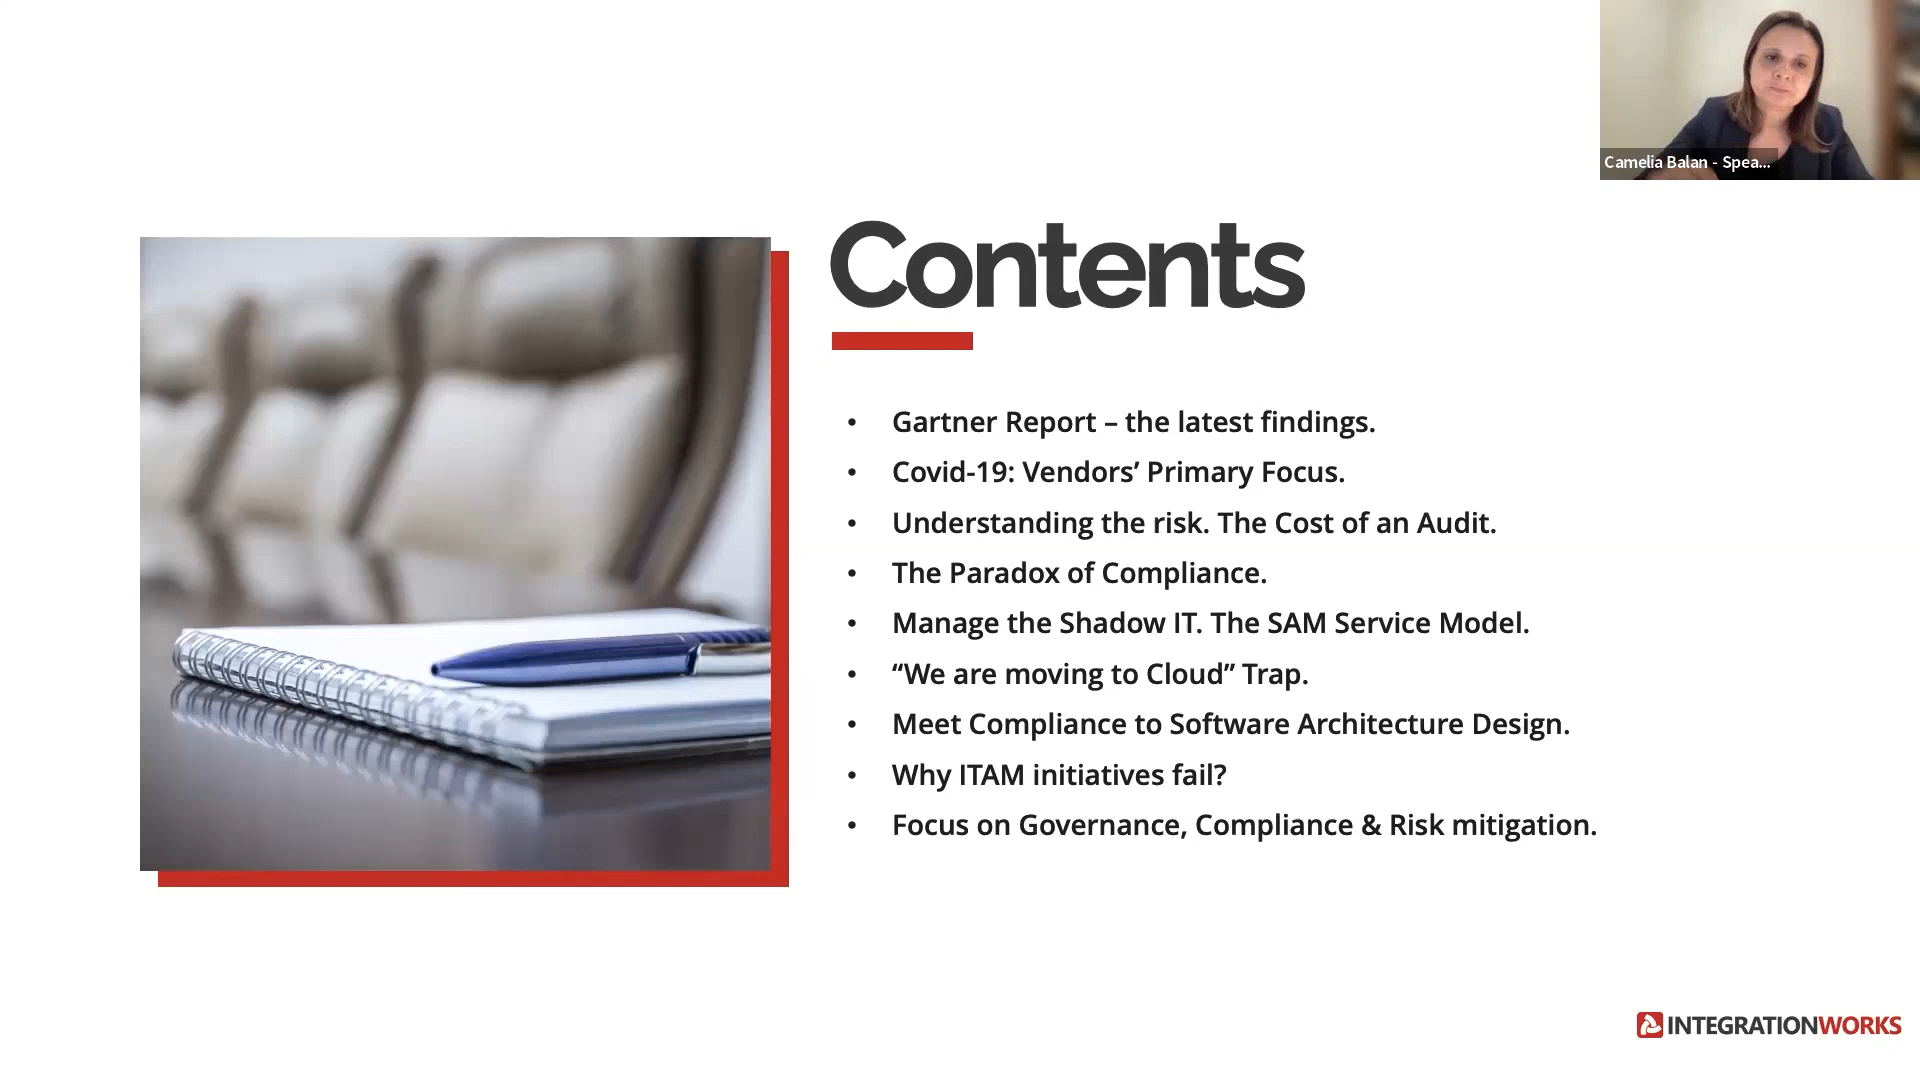 Camelia Balan - Spea...
Contents
• Gartner Report – the latest findings.
• Covid-19: Vendors’ Primary Focus.
• Understanding the risk. The Cost of an Audit.
• The Paradox of Compliance.
• Manage the Shadow IT. The SAM Service Model.
• “We are moving to Cloud” Trap.
• Meet Compliance to Software Architecture Design.
• Why ITAM initiatives fail?
• Focus on Governance, Compliance & Risk mitigation.
INTEGRATIONWORKS